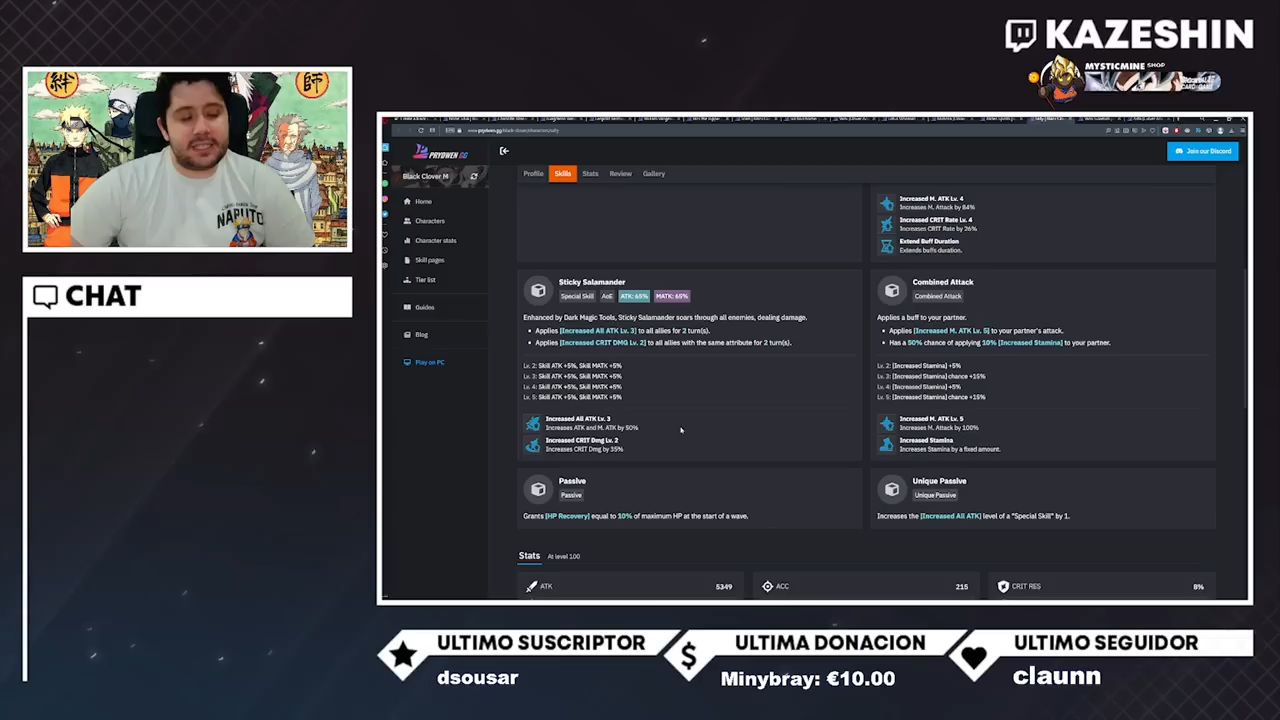 KAZESHIN
MYSTICMINE SHOP
絆
師
NARUTO
CHAT
PRYDWEN GG
Join our Discord
Black Clover M
Home
Characters
Character stats
Skill pages
Tier list
Guides
Blog
Play on PC
Profile
Skills
Stats
Review
Gallery
Increased M. ATK Lv. 4
Increases M. Attack by 84%
Increased CRIT Rate Lv. 4
Increases CRIT Rate by 26%
Extend Buff Duration
Extends buffs duration.
Sticky Salamander
Special Skill
AoE
ATK: 65%
MATK: 65%
Enhanced by Dark Magic Tools, Sticky Salamander soars through all enemies, dealing damage.
Applies [Increased All ATK Lv. 3] to all allies for 2 turn(s).
Applies [Increased CRIT DMG Lv. 2] to all allies with the same attribute for 2 turn(s).
Lv. 2: Skill ATK +5%, Skill MATK +5%
Lv. 3: Skill ATK +5%, Skill MATK +5%
Lv. 4: Skill ATK +5%, Skill MATK +5%
Lv. 5: Skill ATK +5%, Skill MATK +5%
Increased All ATK Lv. 3
Increases ATK and M. ATK by 50%
Increased CRIT Dmg Lv. 2
Increases CRIT Dmg by 35%
Combined Attack
Combined Attack
Applies a buff to your partner.
Applies [Increased M. ATK Lv. 5] to your partner's attack.
Has a 50% chance of applying 10% [Increased Stamina] to your partner.
Lv. 2: [Increased Stamina] +5%
Lv. 3: [Increased Stamina] chance +15%
Lv. 4: [Increased Stamina] +5%
Lv. 5: [Increased Stamina] chance +15%
Increased M. ATK Lv. 5
Increases M. Attack by 100%
Increased Stamina
Increases Stamina by a fixed amount.
Passive
Passive
Grants [HP Recovery] equal to 10% of maximum HP at the start of a wave.
Unique Passive
Unique Passive
Increases the [Increased All ATK] level of a "Special Skill" by 1.
Stats
At level 100
ATK
5349
ACC
215
CRIT RES
8%
ULTIMO SUSCRIPTOR
dsousar
ULTIMA DONACION
Minybray: €10.00
ULTIMO SEGUIDOR
claunn